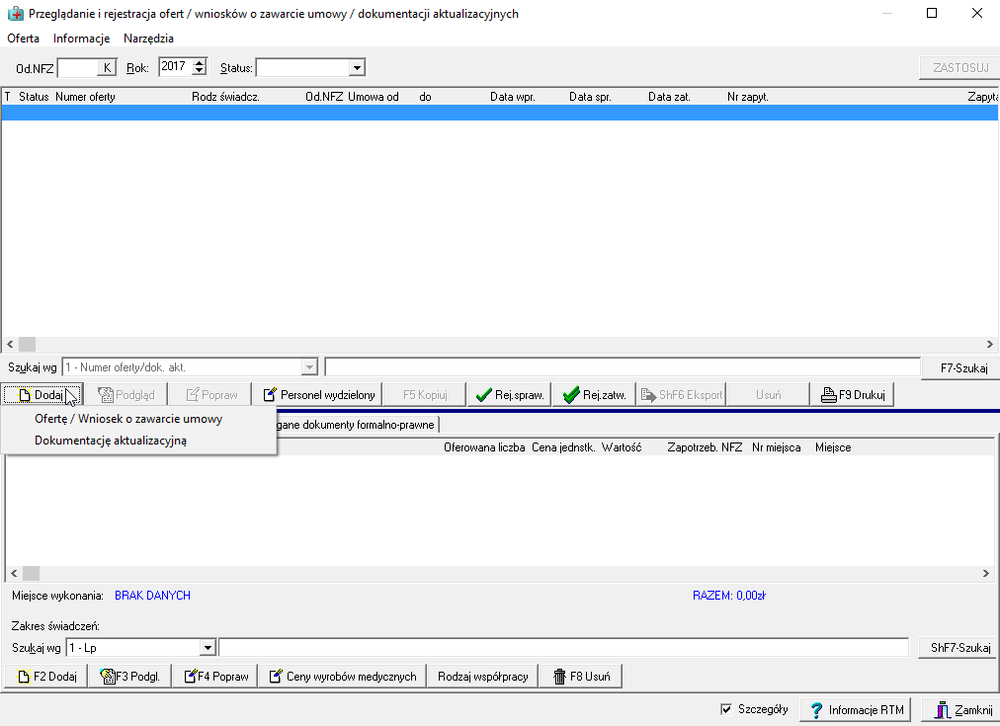 Przeglądanie i rejestracja ofert / wniosków o zawarcie umowy / dokumentacji aktualizacyjnych
Oferta Informacje Narzędzia
Od.NFZ K Rok: 2017 Status: ZASTOSUJ
T Status Numer oferty Rodz świadcz. Od.NFZ Umowa od do Data wpr. Data spr. Data zat. Nr zapyt. Zapyta
Szukaj wg 1 - Numer oferty/dok. akt. F7-Szukaj
Dodaj Podgląd Popraw Personel wydzielony F5 Kopiuj Rej.spraw. Rej.zatw. ShF6 Eksport Usuń F9 Drukuj
Ofertę / Wniosek o zawarcie umowy
gane dokumenty formalno-prawne
Dokumentację aktualizacyjną
Oferowana liczba Cena jednstk. Wartość Zapotrzeb. NFZ Nr miejsca Miejsce
Miejsce wykonania: BRAK DANYCH RAZEM: 0,00zł
Zakres świadczeń:
Szukaj wg 1 - Lp ShF7-Szukaj
F2 Dodaj F3 Podgl. F4 Popraw Ceny wyrobów medycznych Rodzaj współpracy F8 Usuń
Szczegóły Informacje RTM Zamknij